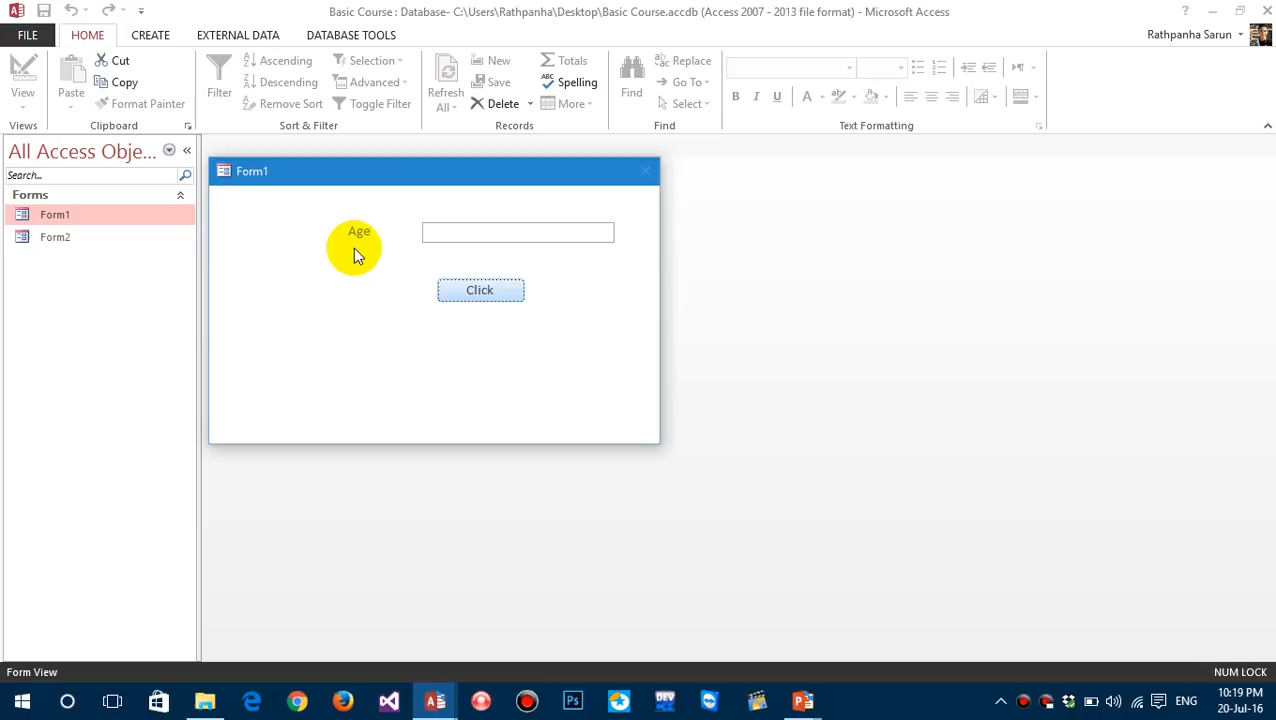 Basic Course : Database- C:\Users\Rathpanha\Desktop\Basic Course.accdb (Access 2007 - 2013 file format) - Microsoft Access
FILE HOME CREATE EXTERNAL DATA DATABASE TOOLS Rathpanha Sarun
View
Views
Paste
Cut
Copy
Format Painter
Clipboard
Filter
Ascending
Descending
Remove Sort
Selection
Advanced
Toggle Filter
Sort & Filter
Refresh
All
New
Save
Delete
Totals
Spelling
More
Records
Find
Replace
Go To
Select
Find
B I U A
Text Formatting
All Access Obje...
Search...
Forms
Form1
Form2
Form1
Age
Click
Form View
NUM LOCK
Ps
DEV
ENG
10:19 PM
20-Jul-16